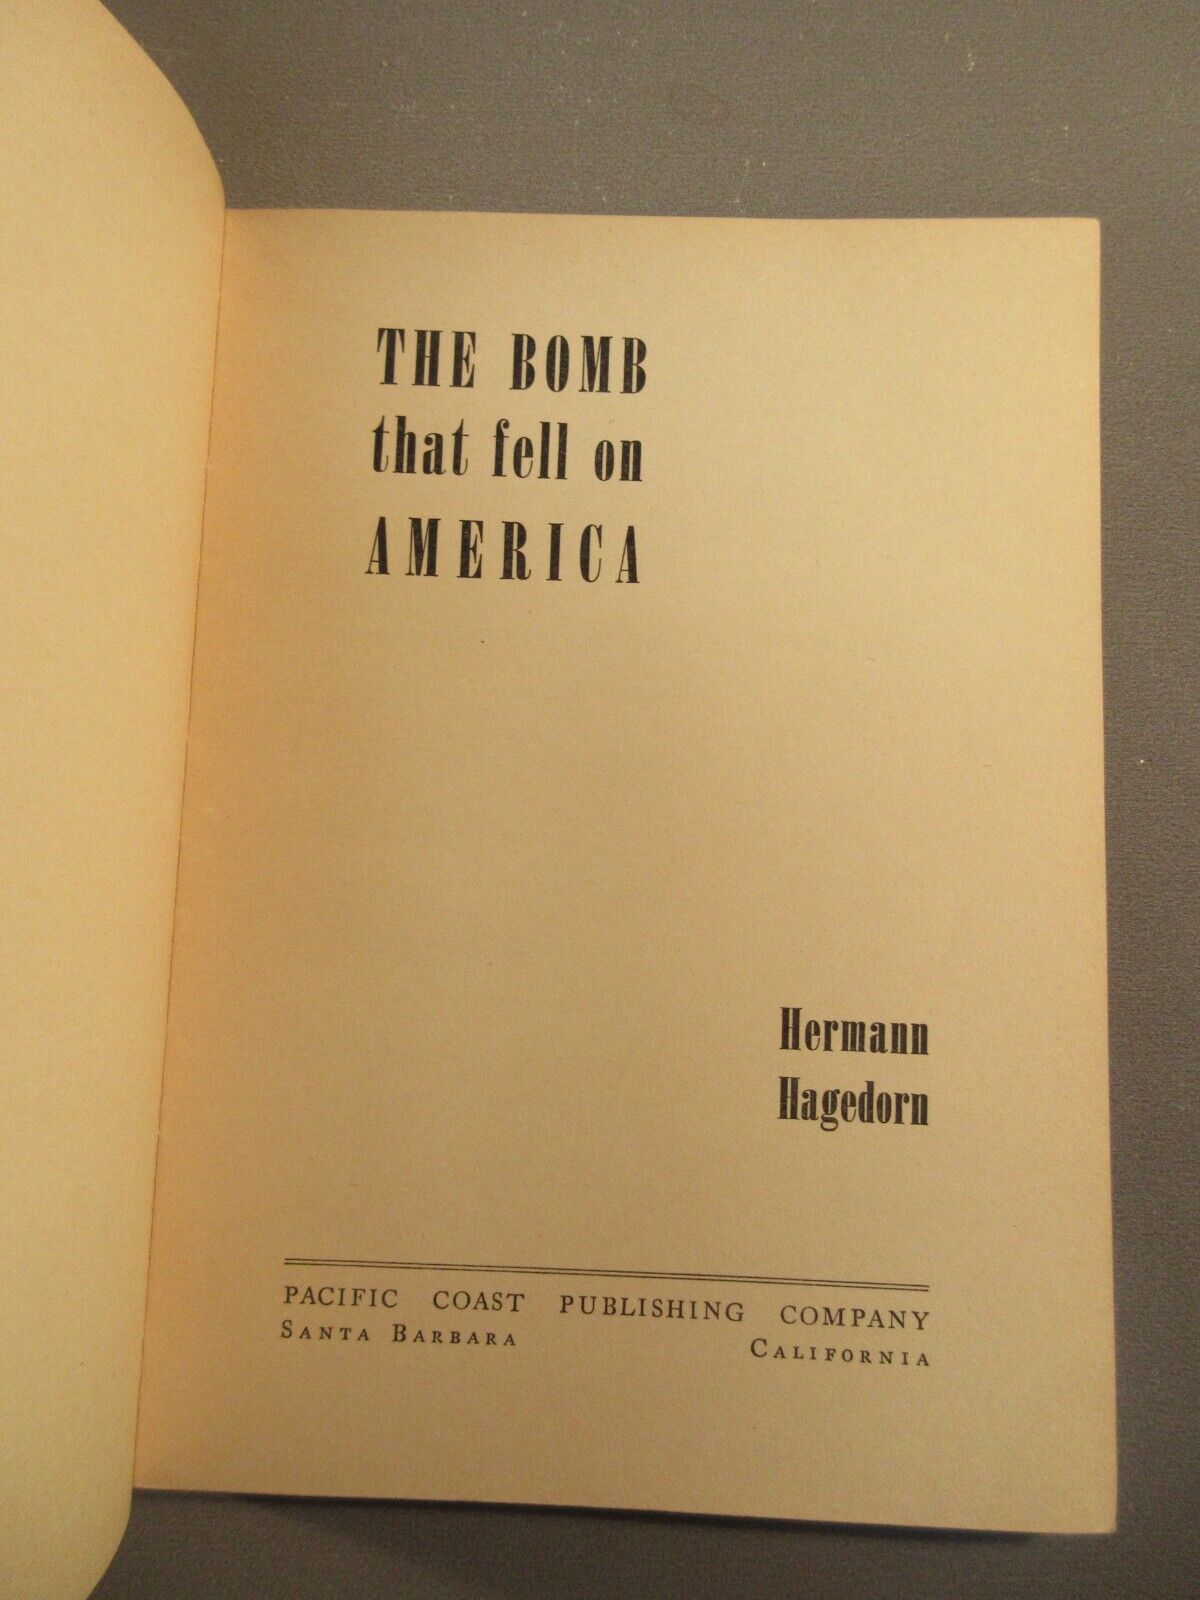 THE BOMB
that fell on
AMERICA
Hermann
Hagedorn
PACIFIC COAST PUBLISHING COMPANY
SANTA BARBARA CALIFORNIA